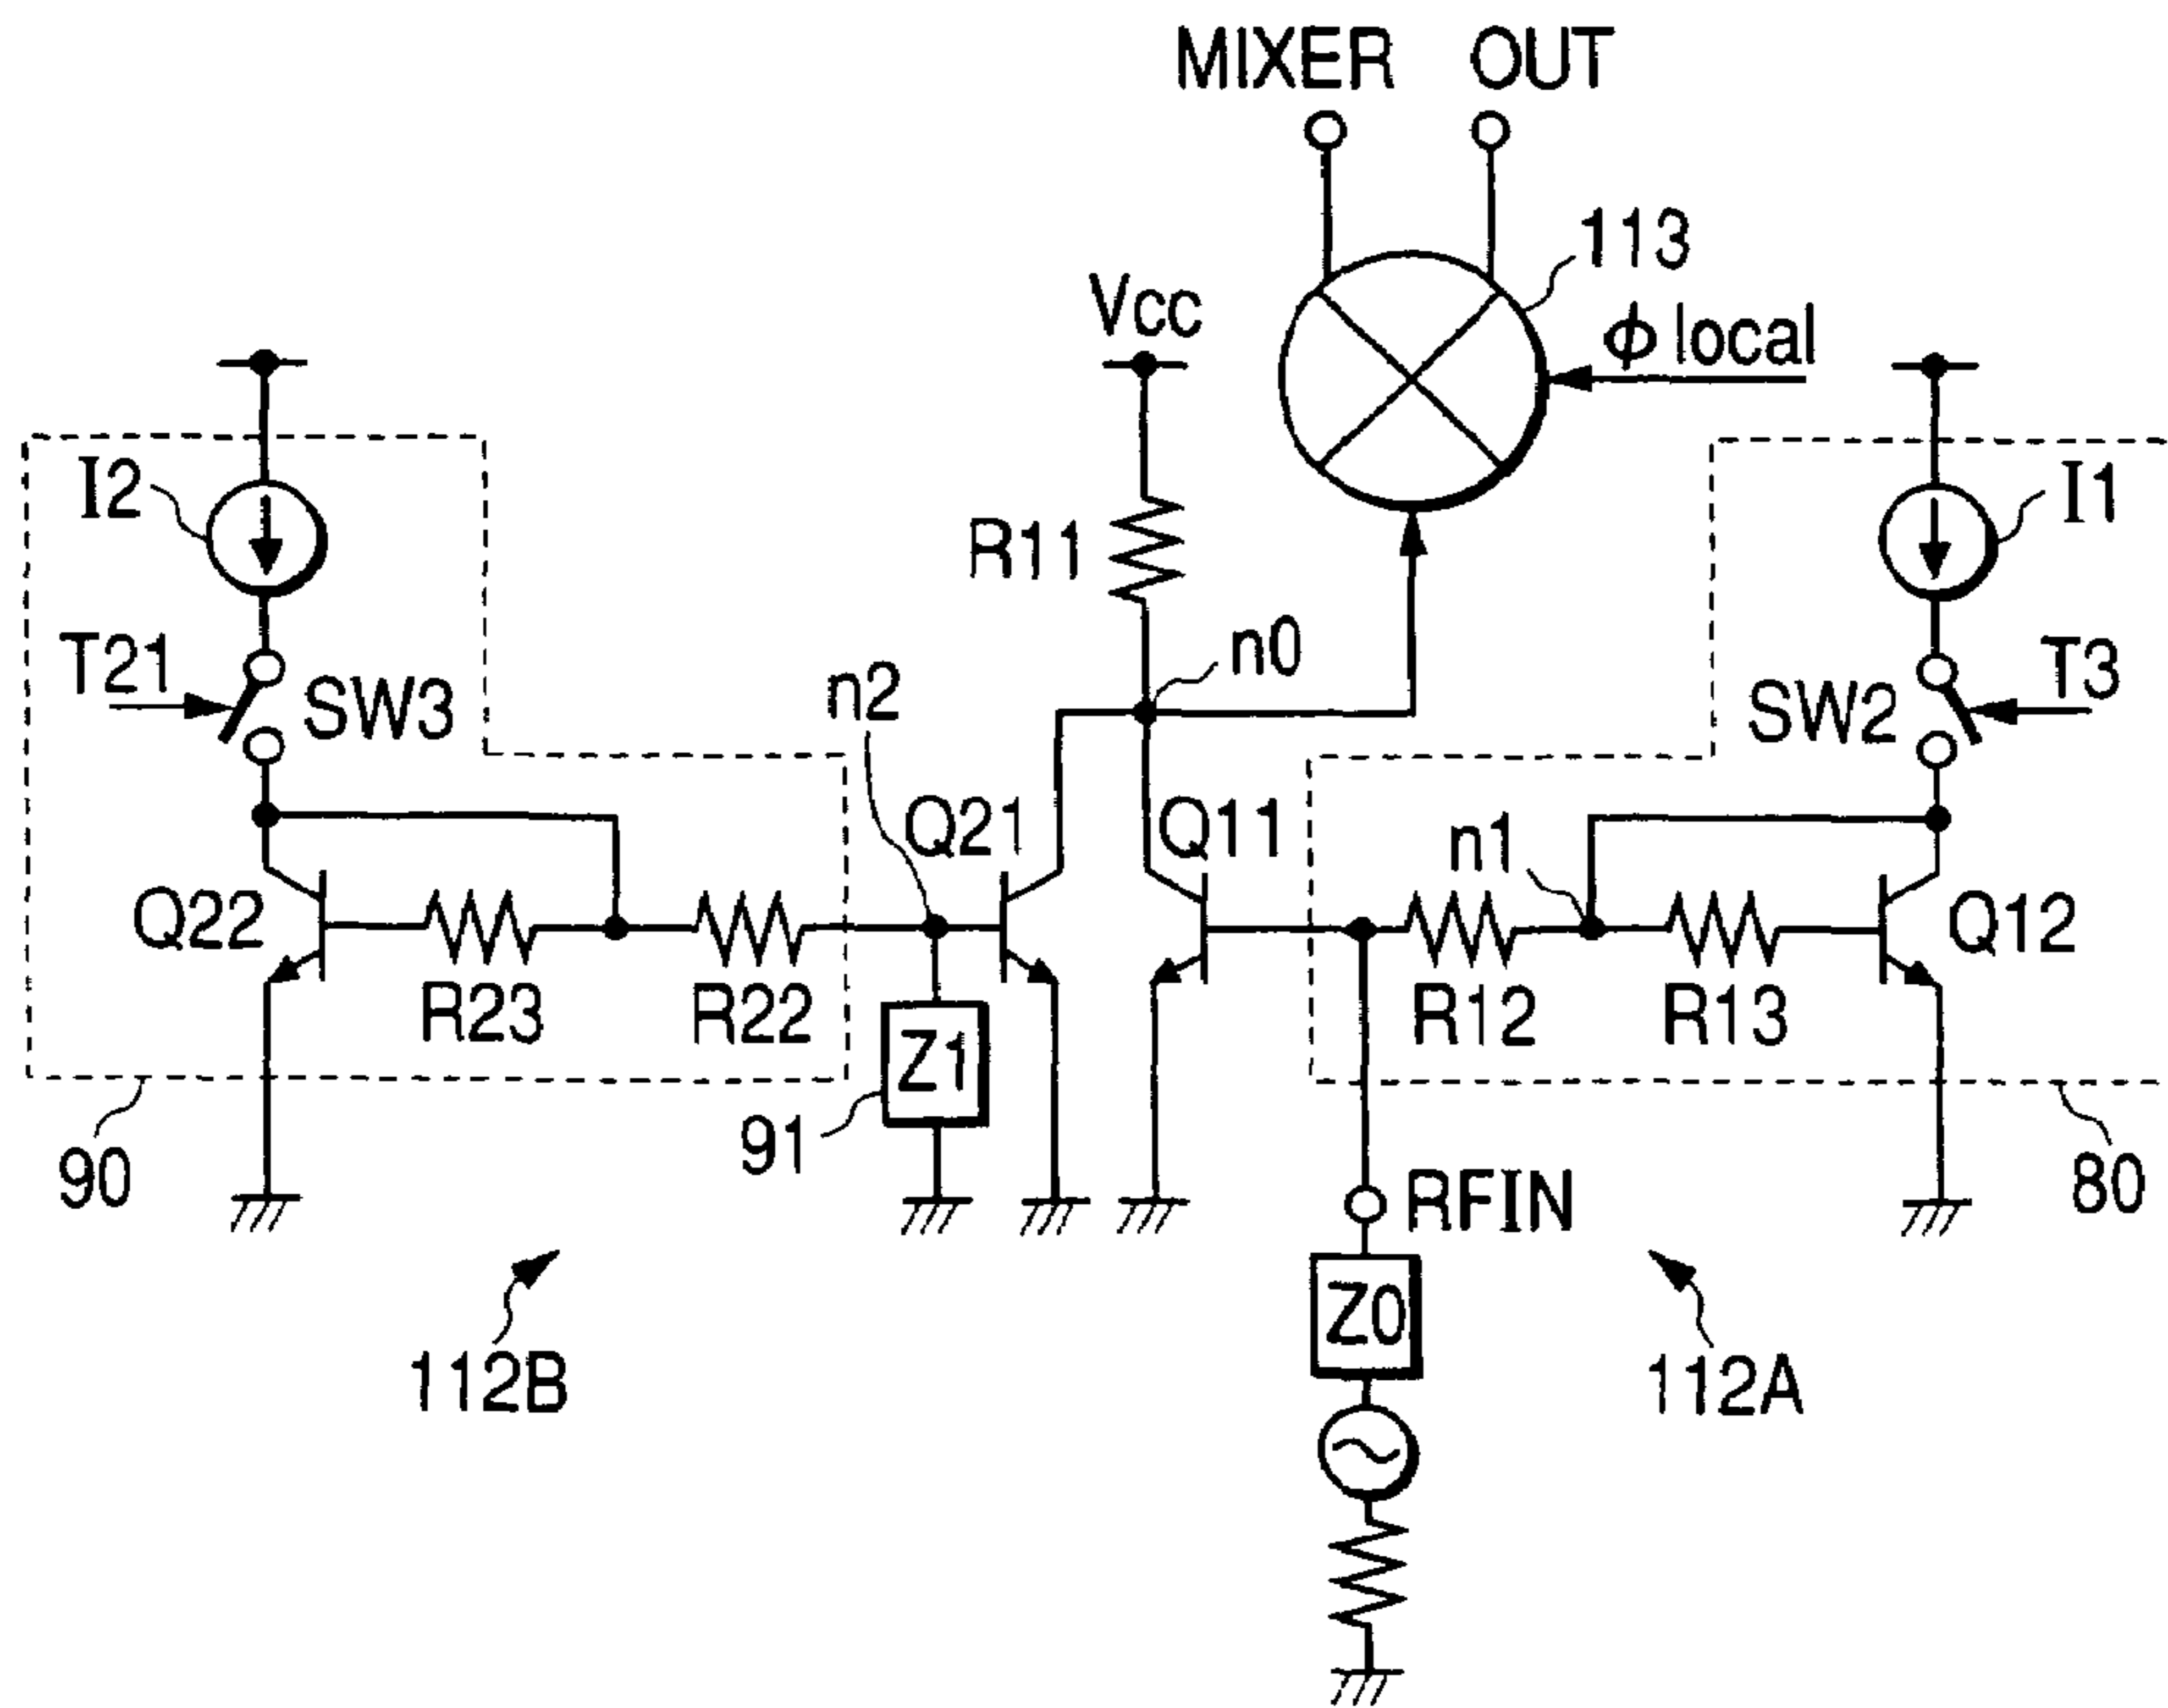 MIXER OUT
113
Vcc
ϕ local
I2
I1
R11
T21
SW3
n2
n0
SW2
T3
Q21
Q11
n1
Q22
Q12
R23
R22
R12
R13
Z1
91
90
RFIN
80
Z0
112B
112A